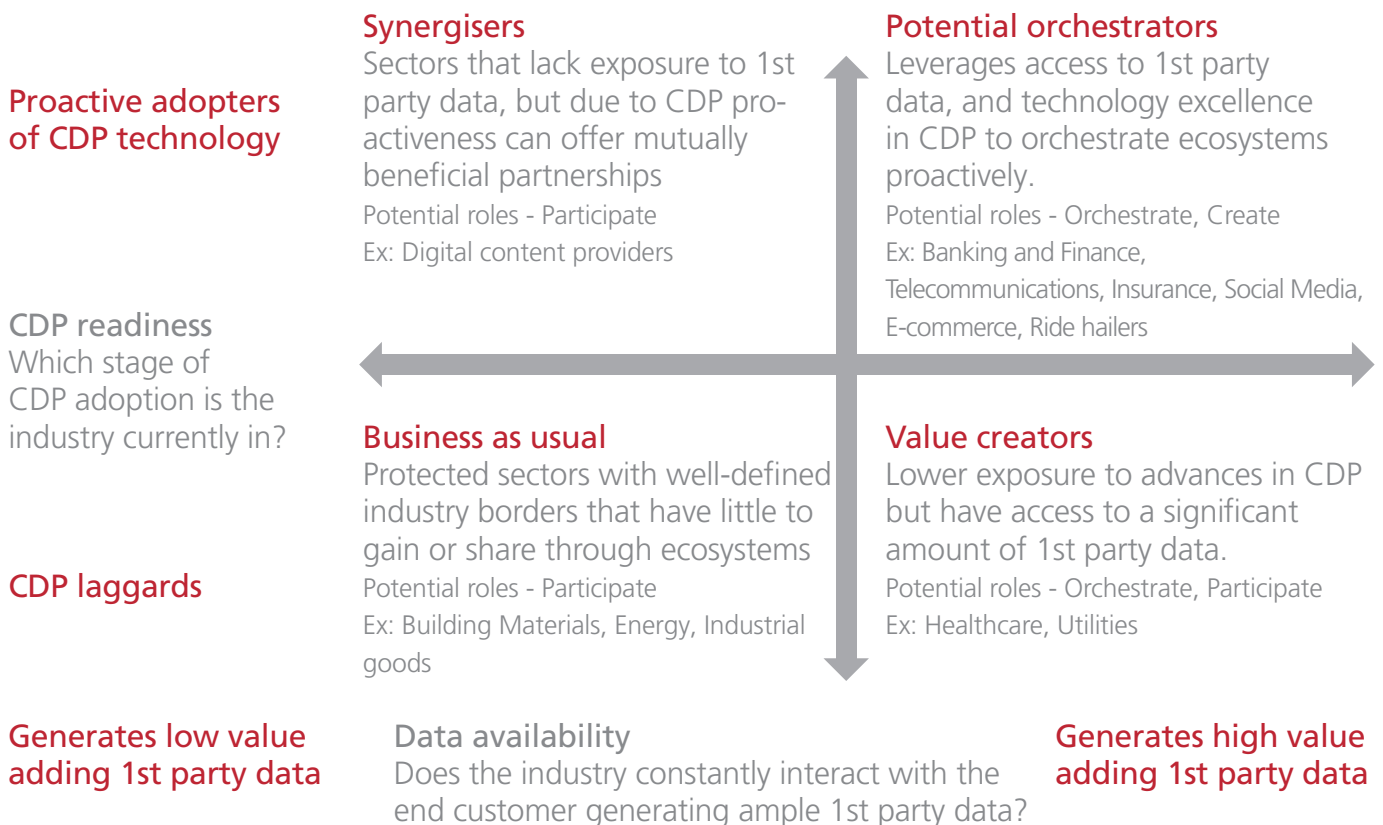 Synergisers
Sectors that lack exposure to 1st
party data, but due to CDP pro-
activeness can offer mutually
beneficial partnerships
Potential roles - Participate
Ex: Digital content providers
Potential orchestrators
Leverages access to 1st party
data, and technology excellence
in CDP to orchestrate ecosystems
proactively.
Potential roles - Orchestrate, Create
Ex: Banking and Finance,
Telecommunications, Insurance, Social Media,
E-commerce, Ride hailers
Proactive adopters
of CDP technology
CDP readiness
Which stage of
CDP adoption is the
industry currently in?
CDP laggards
Business as usual
Protected sectors with well-defined
industry borders that have little to
gain or share through ecosystems
Potential roles - Participate
Ex: Building Materials, Energy, Industrial
goods
Value creators
Lower exposure to advances in CDP
but have access to a significant
amount of 1st party data.
Potential roles - Orchestrate, Participate
Ex: Healthcare, Utilities
Generates low value
adding 1st party data
Data availability
Does the industry constantly interact with the
end customer generating ample 1st party data?
Generates high value
adding 1st party data